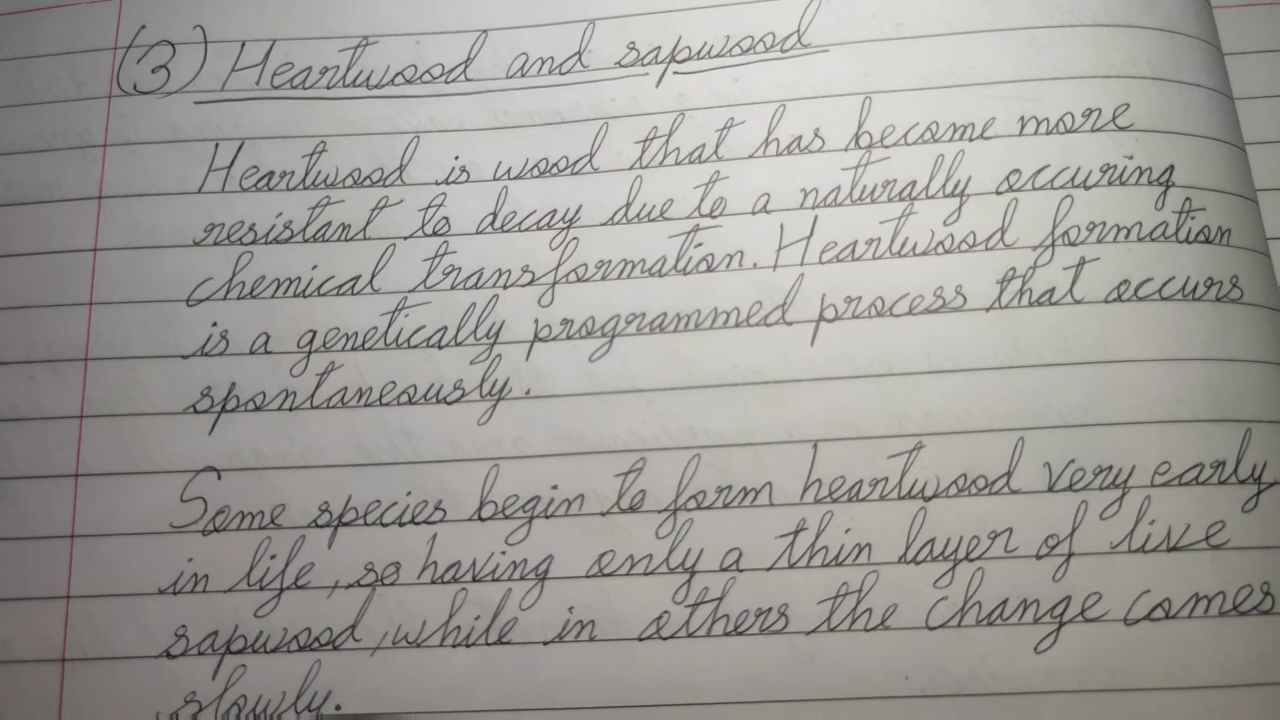 (3) Heartwood and sapwood
Heartwood is wood that has become more
resistant to decay due to a naturally occuring
chemical transformation. Heartwood formation
is a genetically programmed process that occurs
spontaneously.
Some species begin to form heartwood very early
in life, so having only a thin layer of live
sapwood, while in others the change comes
slowly.